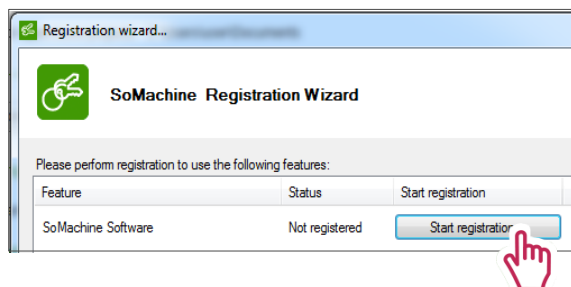 Registration wizard...
SoMachine Registration Wizard
Please perform registration to use the following features:
Feature Status Start registration
SoMachine Software Not registered Start registration